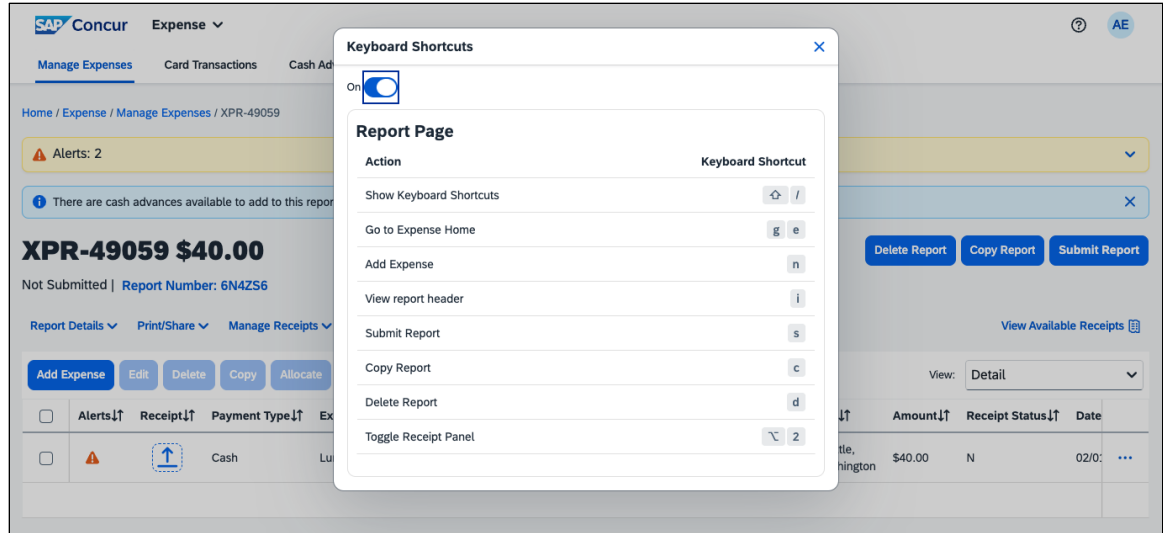 SAP Concur Expense
AE
Manage Expenses Card Transactions Cash Ad
Home / Expense / Manage Expenses / XPR-49059
Alerts: 2
There are cash advances available to add to this repor
XPR-49059 $40.00
Delete Report Copy Report Submit Report
Not Submitted | Report Number: 6N4ZS6
Report Details Print/Share Manage Receipts
View Available Receipts
Add Expense Edit Delete Copy Allocate
View: Detail
Alerts Receipt Payment Type Ex
Amount Receipt Status Date
Cash Lu
tle,
hington
$40.00 N 02/0
Keyboard Shortcuts
On
Report Page
Action Keyboard Shortcut
Show Keyboard Shortcuts ⇧ /
Go to Expense Home g e
Add Expense n
View report header i
Submit Report s
Copy Report c
Delete Report d
Toggle Receipt Panel ⌥ 2